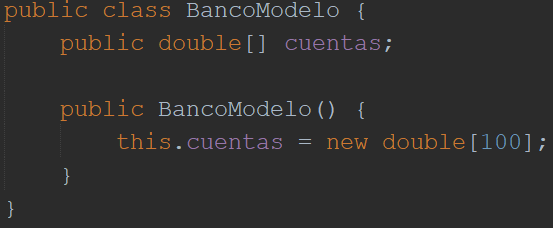 public class BancoModelo {
    public double[] cuentas;

    public BancoModelo() {
        this.cuentas = new double[100];
    }
}